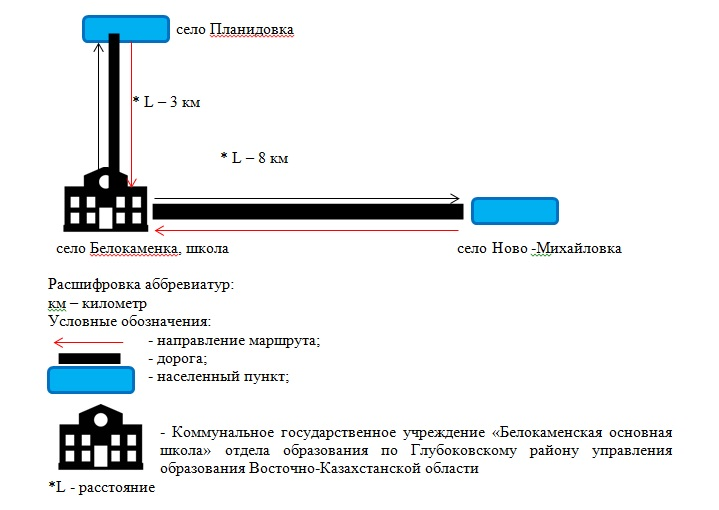 село Планидовка
* L – 3 км
* L – 8 км
село Белокаменка, школа
село Ново -Михайловка
Расшифровка аббревиатур:
км – километр
Условные обозначения:
- направление маршрута;
- дорога;
- населенный пункт;
- Коммунальное государственное учреждение «Белокаменская основная
школа» отдела образования по Глубоковскому району управления
образования Восточно-Казахстанской области
*L - расстояние